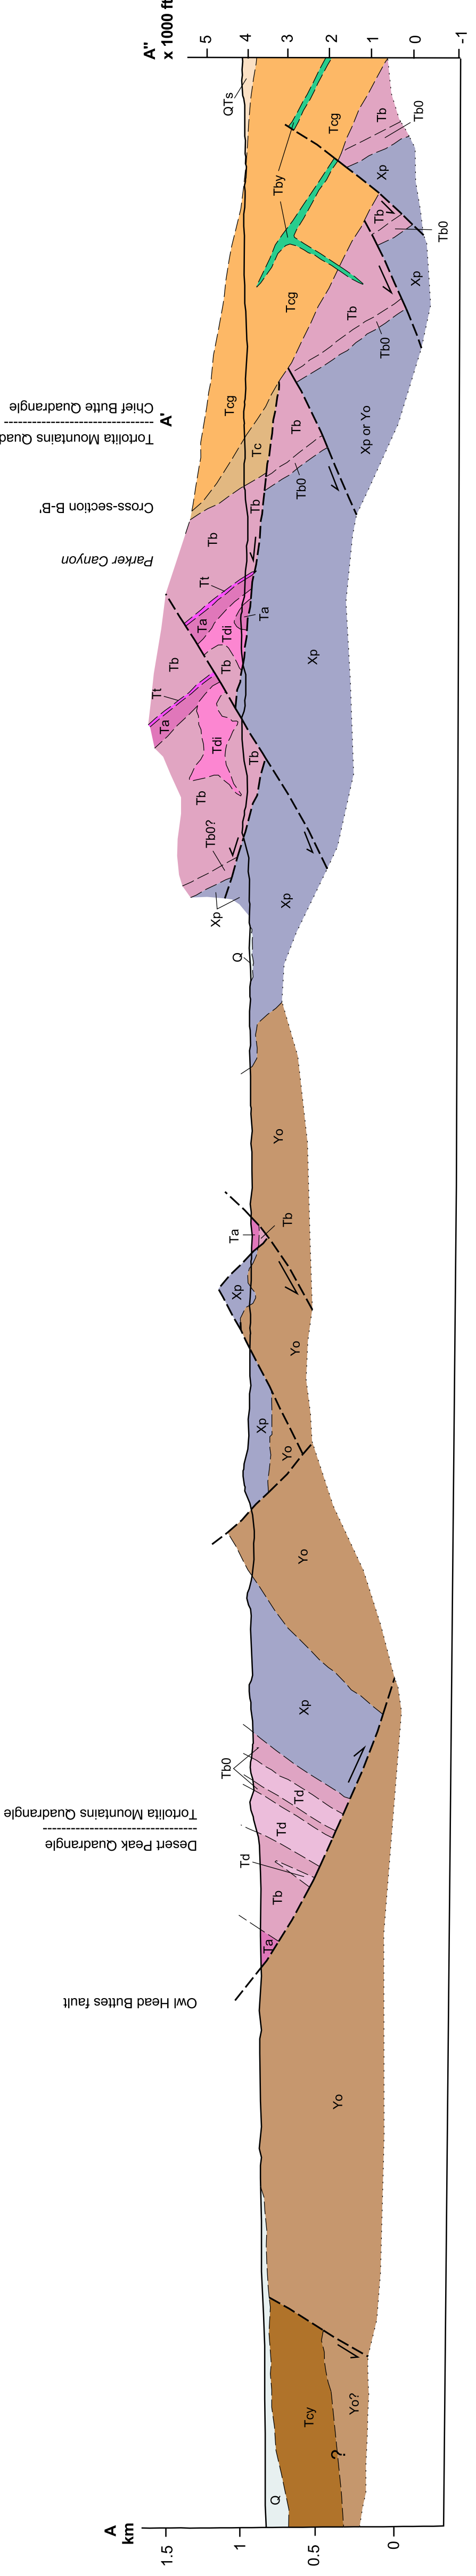 A"
x 1000 ft
5
4
3
2
1
0
-1
QTs
Tcg
Tb
Tb0
Tby
Xp
Tb
Tb0
Xp
Tcg
Tb
Tb0
Chief Butte Quadrangle
Tortolita Mountains Quad
A'
Tcg
Tc
Tb
Tb0
Xp or Yo
Cross-section B-B'
Parker Canyon
Tb
Tb
Tt
Ta
Tdi
Ta
Tb
Tb
Xp
Tt
Ta
Tdi
Tb
Tb
Tb0?
Xp
Xp
Q
Yo
Ta
Tb
Xp
Yo
Xp
Yo
Yo
Xp
Tb0
Td
Td
Td
Tb
Ta
Tortolita Mountains Quadrangle
Desert Peak Quadrangle
Owl Head Buttes fault
Yo
Tcy
Yo?
?
Q
A
km
1.5
1
0.5
0